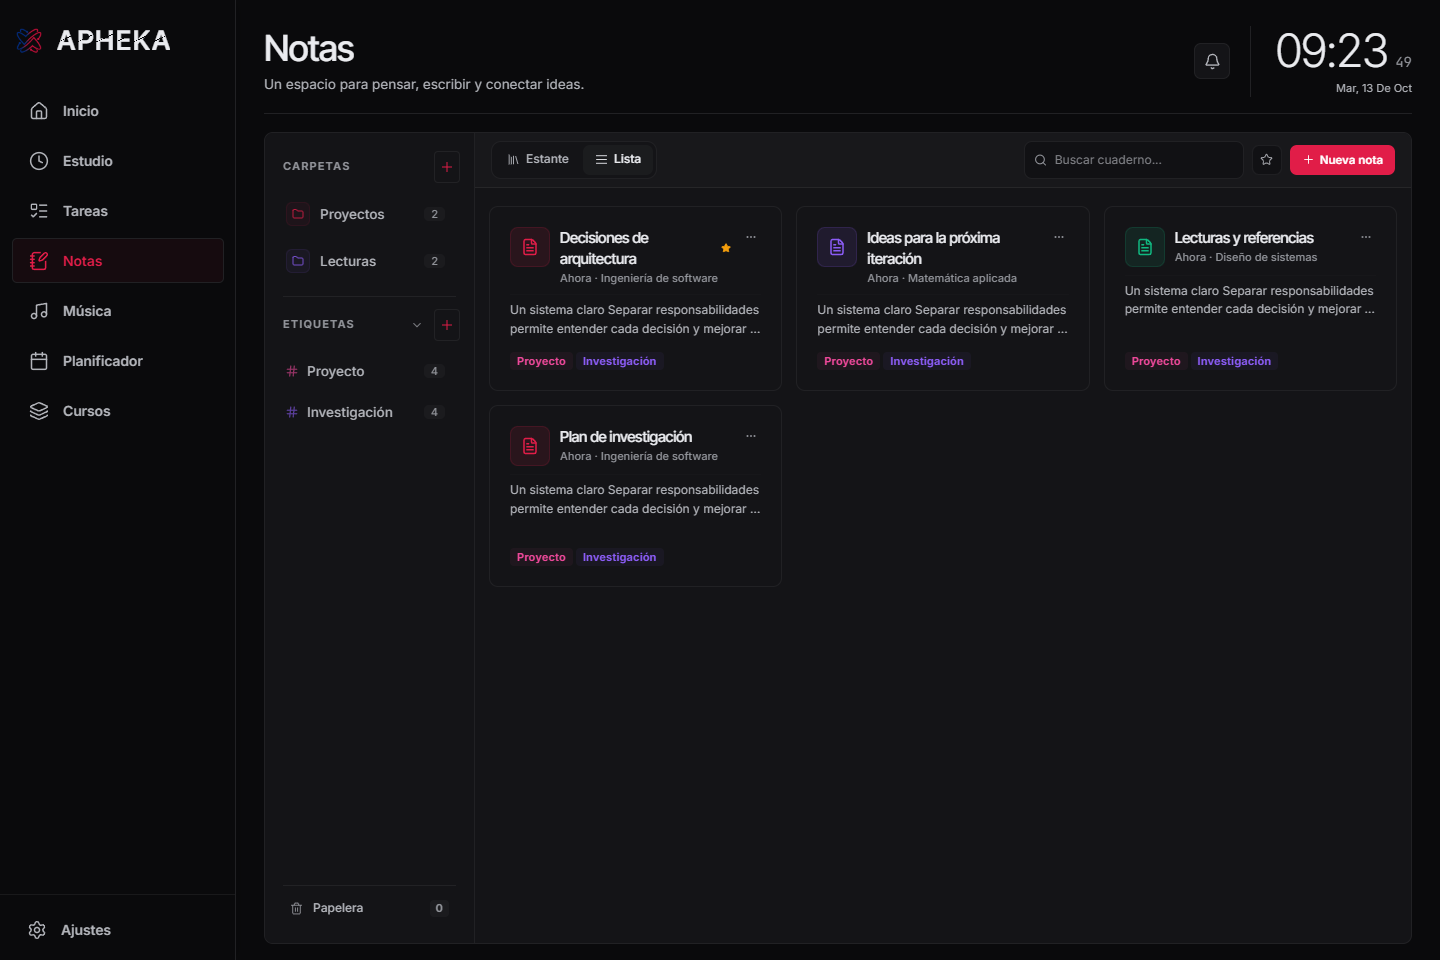 APHEKA
Inicio
Estudio
Tareas
Notas
Música
Planificador
Cursos
Ajustes
Notas
Un espacio para pensar, escribir y conectar ideas.
09:23 49
Mar, 13 De Oct
CARPETAS
Proyectos 2
Lecturas 2
ETIQUETAS
# Proyecto 4
# Investigación 4
Papelera 0
Estante Lista
Buscar cuaderno...
+ Nueva nota
Decisiones de
arquitectura
Ahora · Ingeniería de software
Un sistema claro Separar responsabilidades
permite entender cada decisión y mejorar ...
Proyecto Investigación
Ideas para la próxima
iteración
Ahora · Matemática aplicada
Un sistema claro Separar responsabilidades
permite entender cada decisión y mejorar ...
Proyecto Investigación
Lecturas y referencias
Ahora · Diseño de sistemas
Un sistema claro Separar responsabilidades
permite entender cada decisión y mejorar ...
Proyecto Investigación
Plan de investigación
Ahora · Ingeniería de software
Un sistema claro Separar responsabilidades
permite entender cada decisión y mejorar ...
Proyecto Investigación